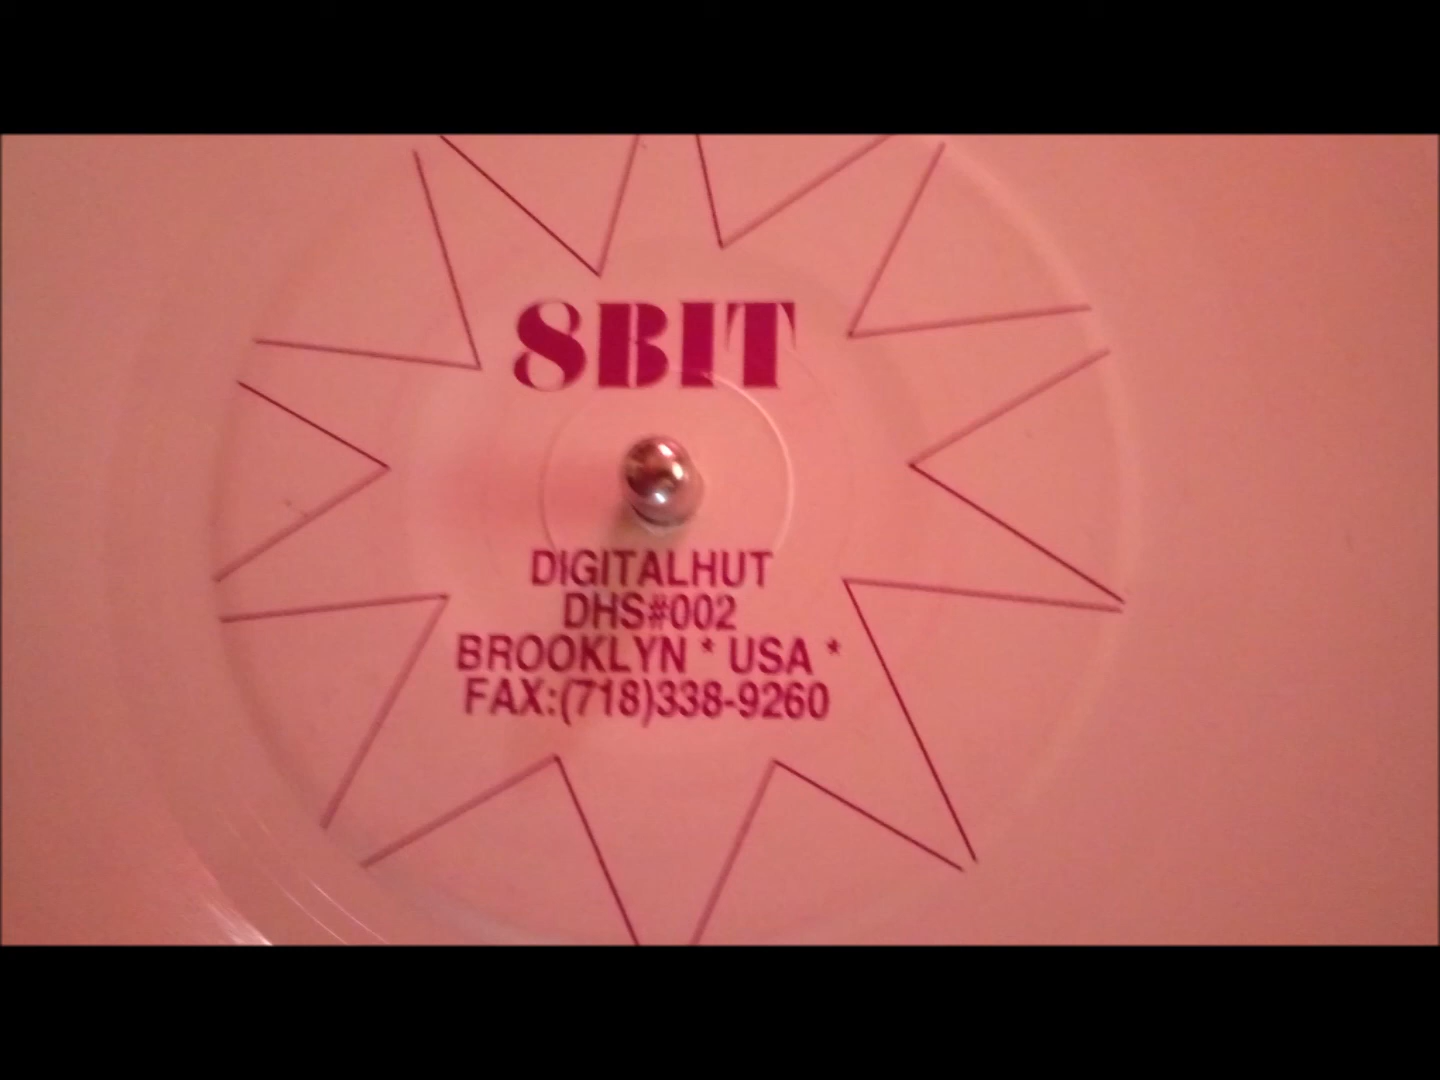 8BIT
DIGITALHUT
DHS#002
BROOKLYN * USA *
FAX:(718)338-9260